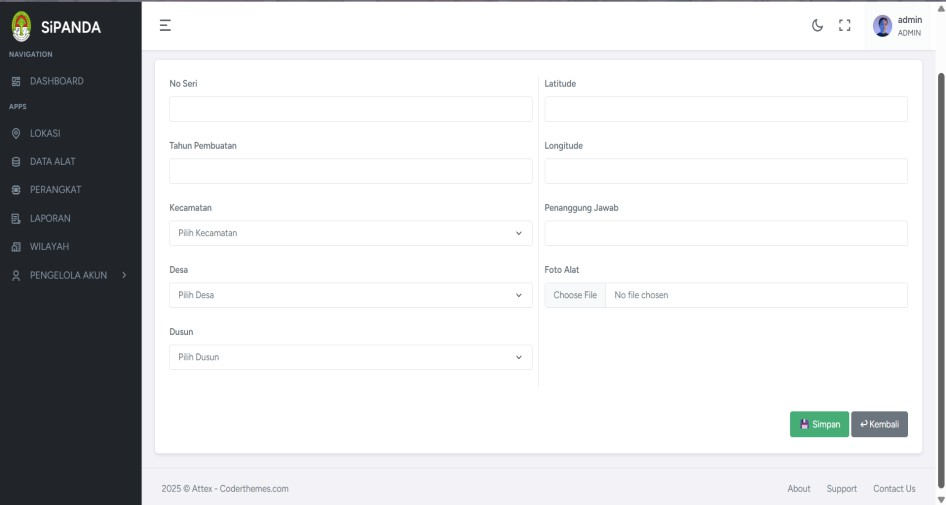 SiPANDA
NAVIGATION
DASHBOARD
APPS
LOKASI
DATA ALAT
PERANGKAT
LAPORAN
WILAYAH
PENGELOLA AKUN
admin
ADMIN
No Seri
Tahun Pembuatan
Kecamatan
Pilih Kecamatan
Desa
Pilih Desa
Dusun
Pilih Dusun
Latitude
Longitude
Penanggung Jawab
Foto Alat
Choose File No file chosen
Simpan Kembali
2025 © Attex - Coderthemes.com
About Support Contact Us